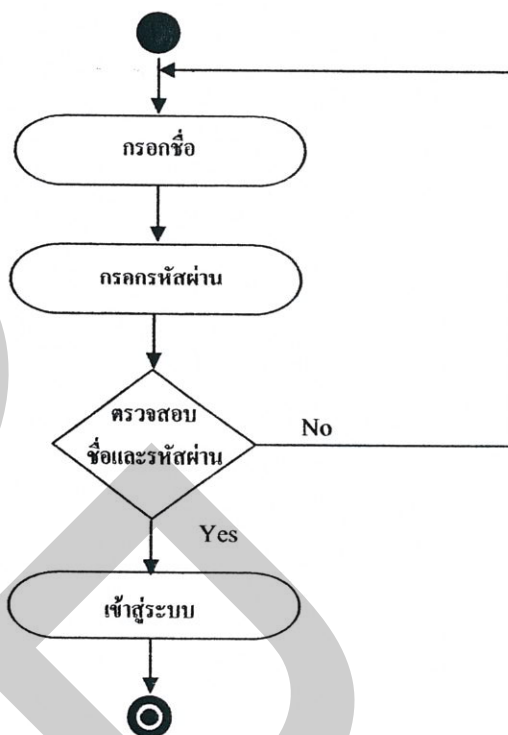 กรอกชื่อ
กรอกรหัสผ่าน
ตรวจสอบ
ชื่อและรหัสผ่าน
No
Yes
เข้าสู่ระบบ